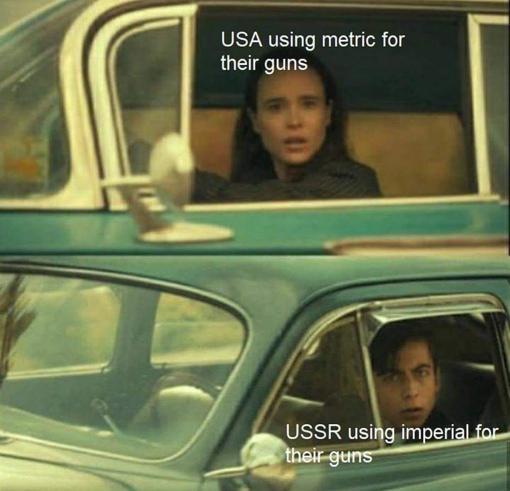 USA using metric for
their guns
USSR using imperial for
their guns